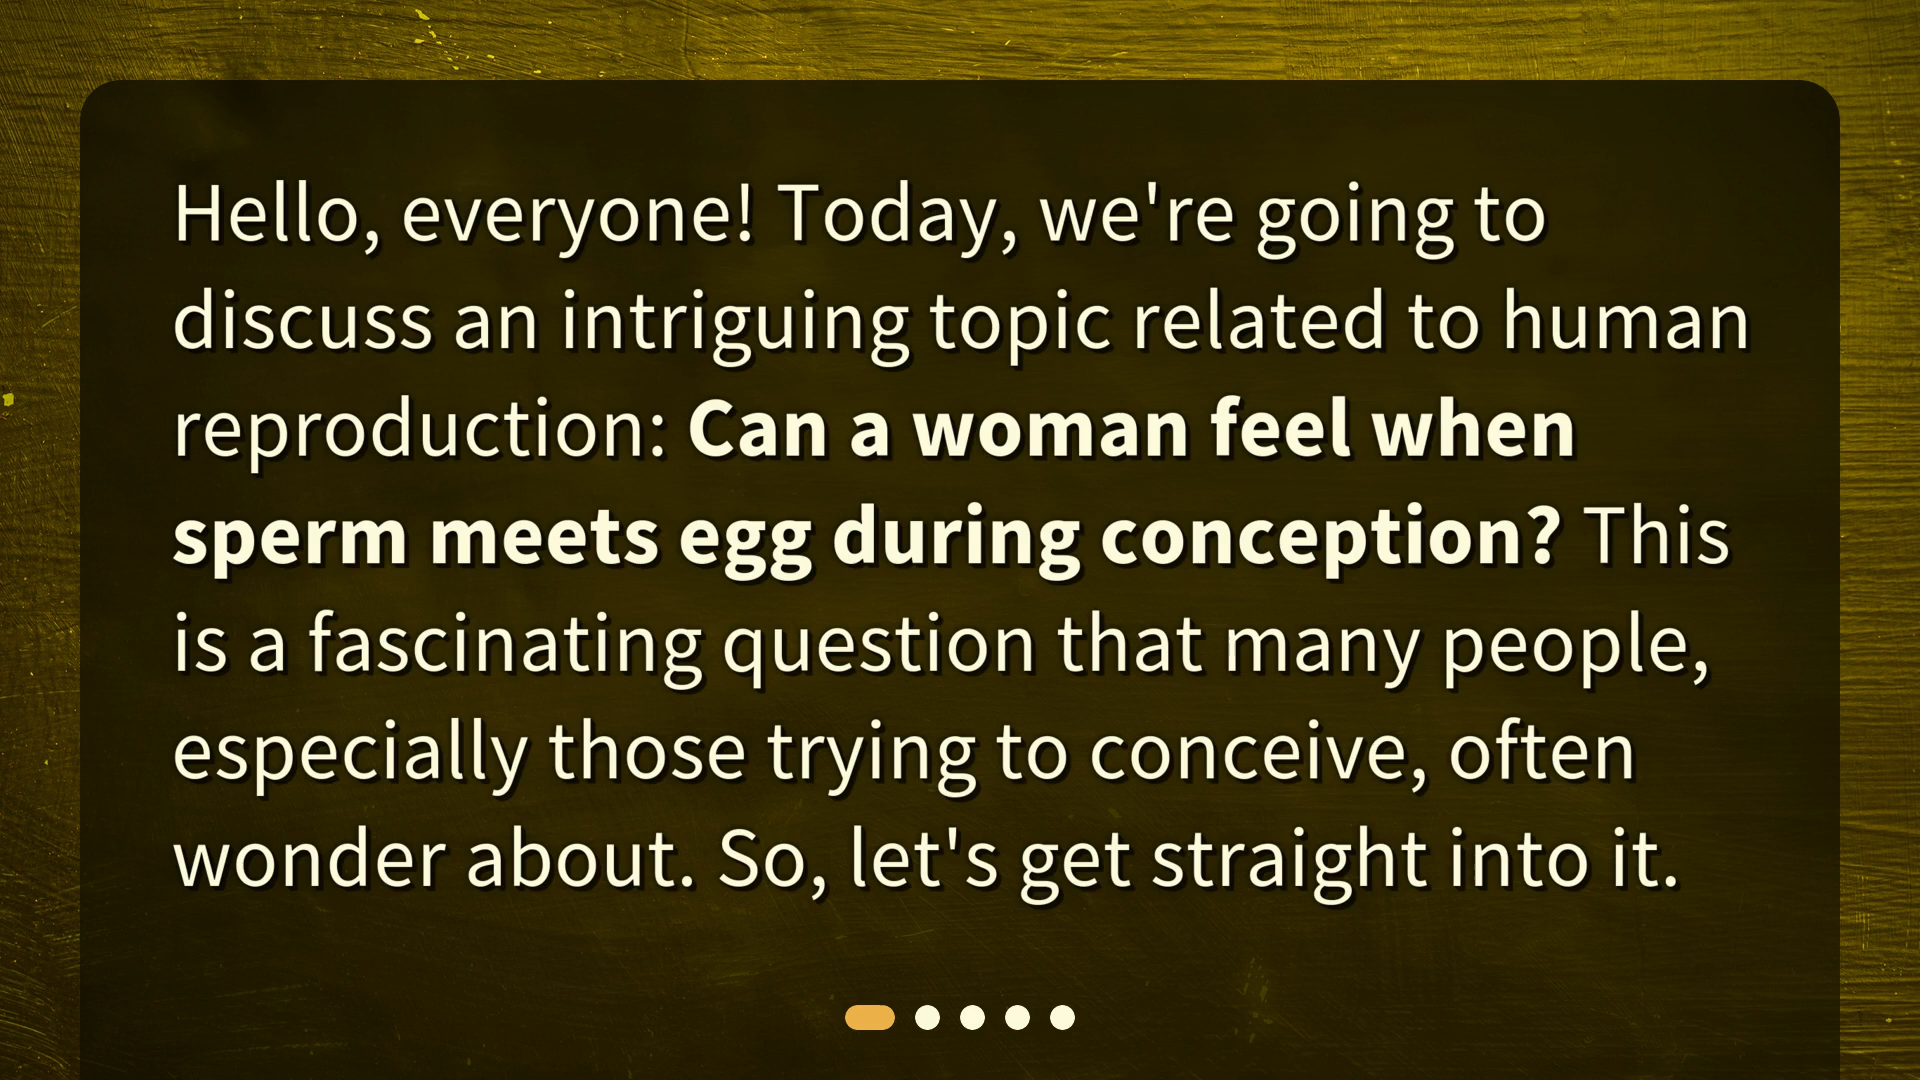 Hello, everyone! Today, we're going to
discuss an intriguing topic related to human
reproduction: Can a woman feel when
sperm meets egg during conception? This
is a fascinating question that many people,
especially those trying to conceive, often
wonder about. So, let's get straight into it.